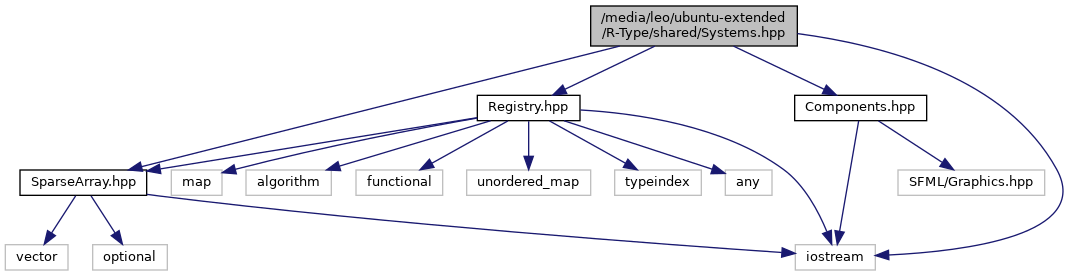 /media/leo/ubuntu-extended
/R-Type/shared/Systems.hpp
Registry.hpp
Components.hpp
SparseArray.hpp
map
algorithm
functional
unordered_map
typeindex
any
SFML/Graphics.hpp
vector
optional
iostream